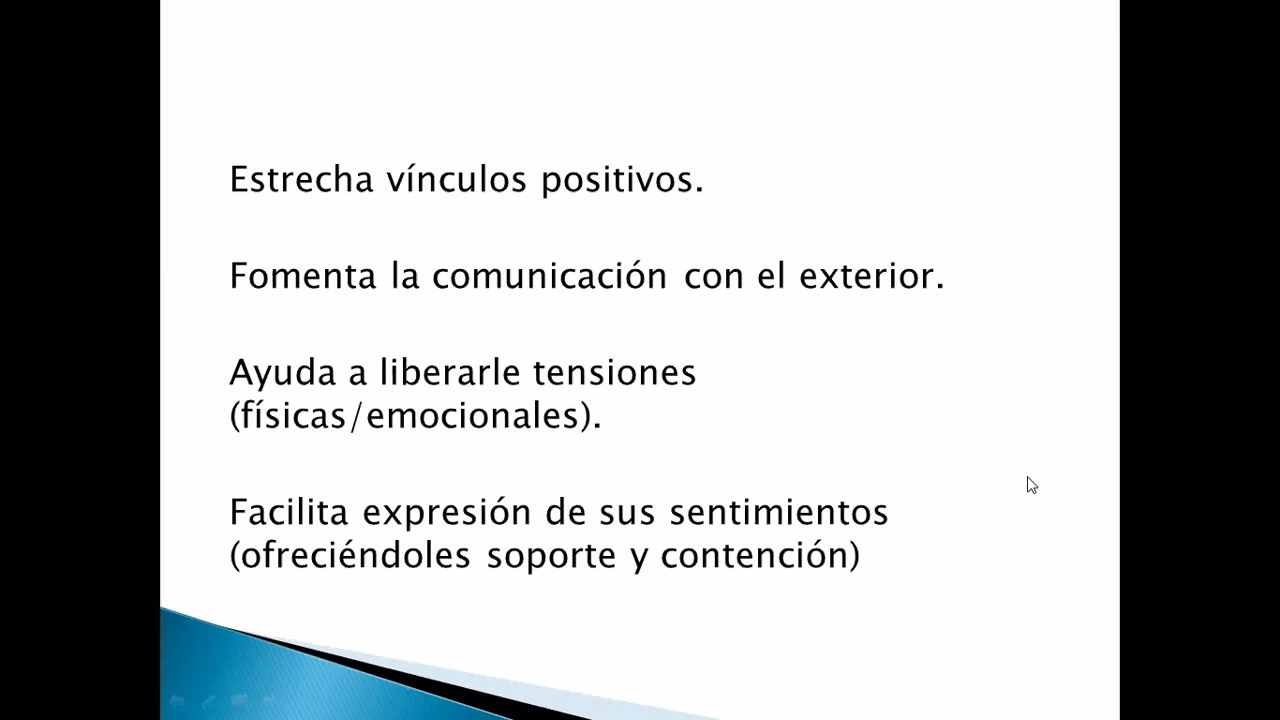 Estrecha vínculos positivos.
Fomenta la comunicación con el exterior.
Ayuda a liberarle tensiones
(físicas/emocionales).
Facilita expresión de sus sentimientos
(ofreciéndoles soporte y contención)